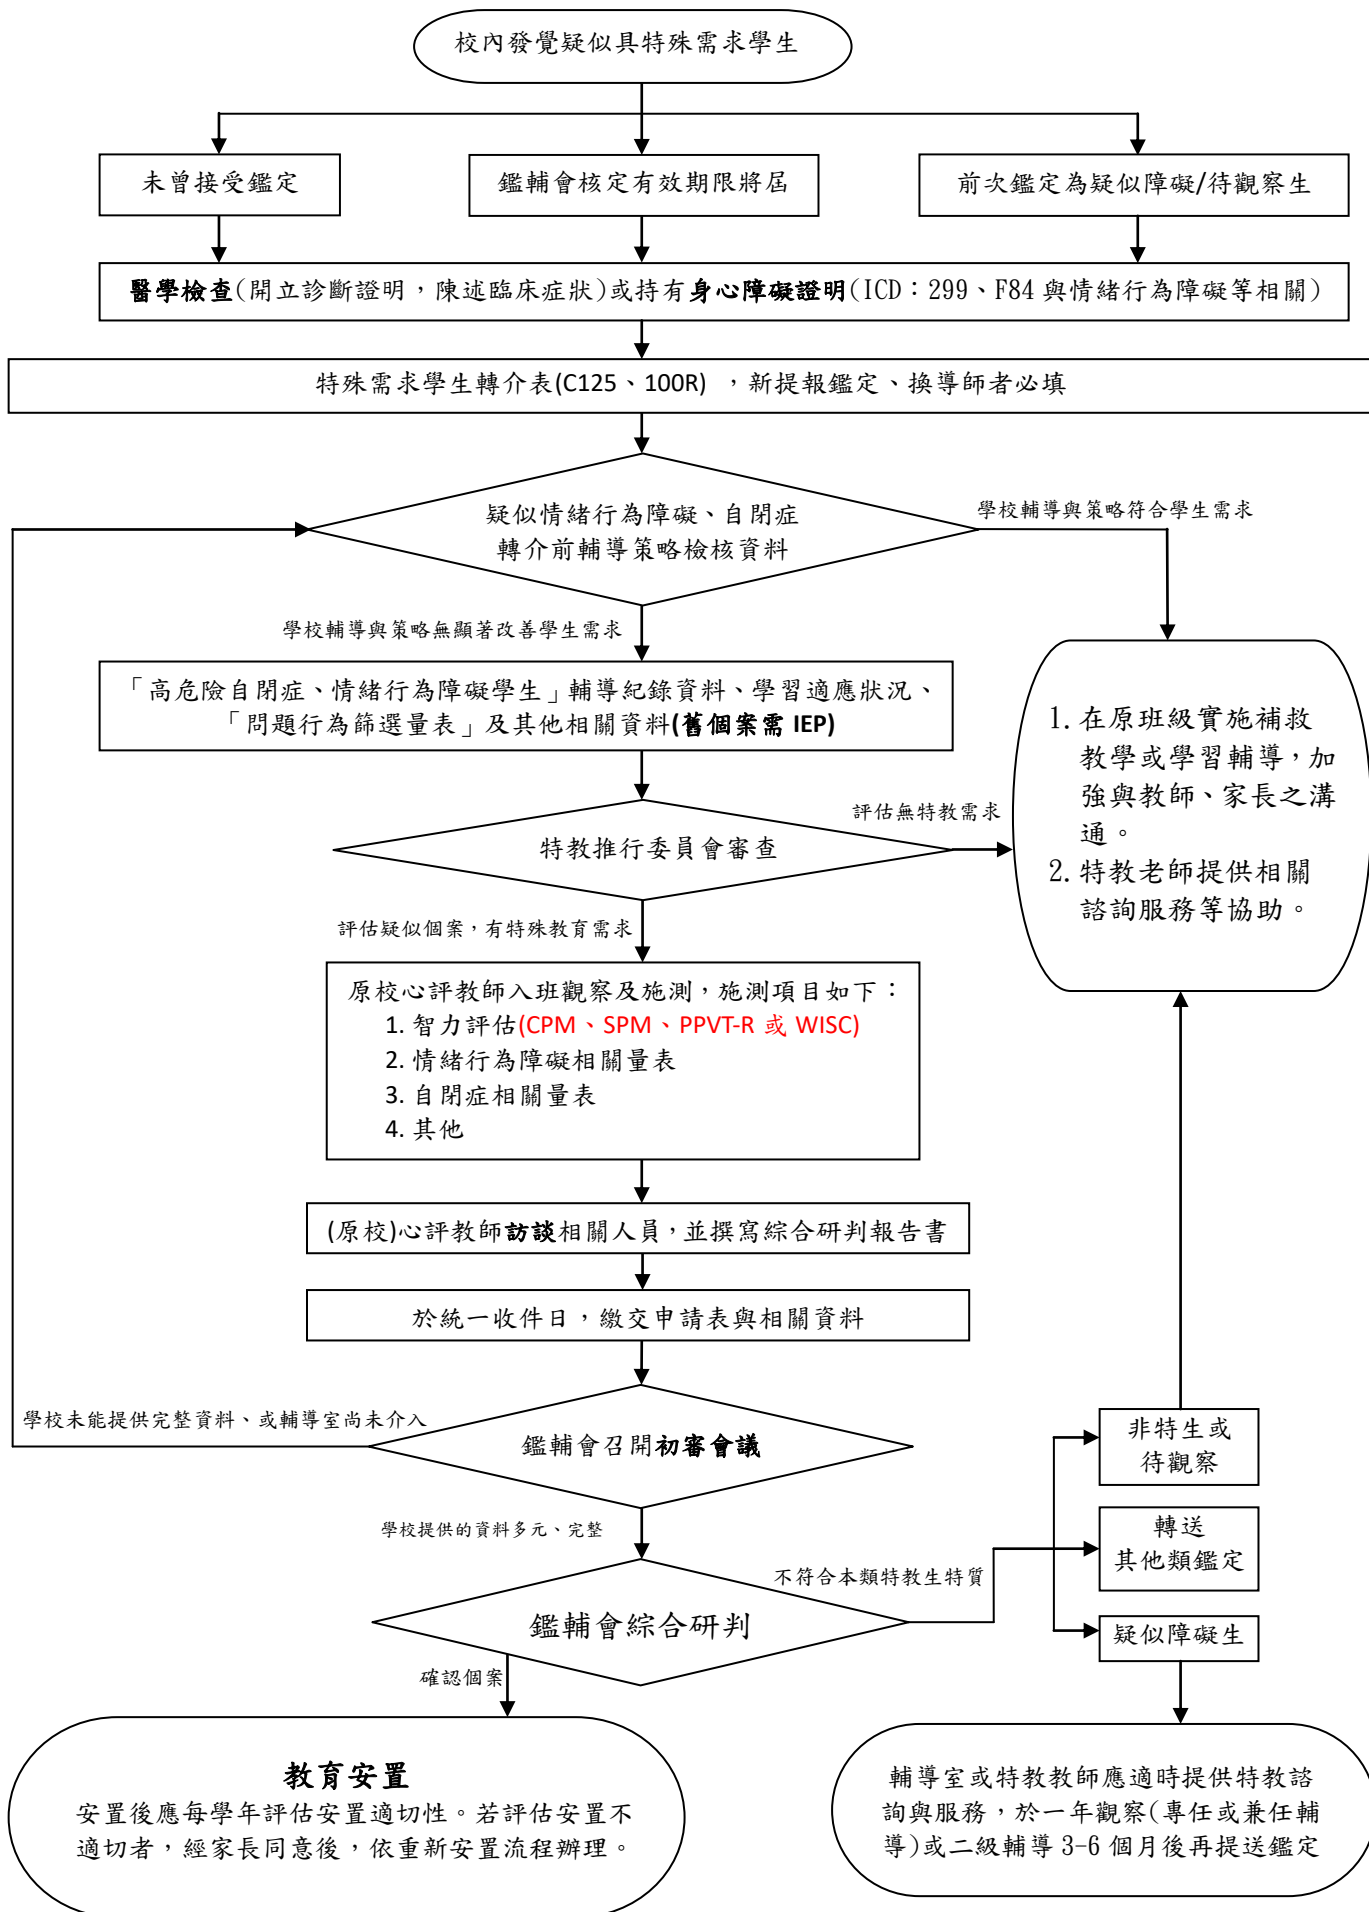 校內發覺疑似具特殊需求學生
未曾接受鑑定
鑑輔會核定有效期限將屆
前次鑑定為疑似障礙/待觀察生
醫學檢查(開立診斷證明，陳述臨床症狀)或持有身心障礙證明(ICD：299、F84 與情緒行為障礙等相關)
特殊需求學生轉介表(C125、100R) ，新提報鑑定、換導師者必填
疑似情緒行為障礙、自閉症
轉介前輔導策略檢核資料
學校輔導與策略符合學生需求
學校輔導與策略無顯著改善學生需求
「高危險自閉症、情緒行為障礙學生」輔導紀錄資料、學習適應狀況、
「問題行為篩選量表」及其他相關資料(舊個案需 IEP)
特教推行委員會審查
評估無特教需求
1. 在原班級實施補救
教學或學習輔導，加
強與教師、家長之溝
通。
2. 特教老師提供相關
諮詢服務等協助。
評估疑似個案，有特殊教育需求
原校心評教師入班觀察及施測，施測項目如下：
1. 智力評估(CPM、SPM、PPVT-R 或 WISC)
2. 情緒行為障礙相關量表
3. 自閉症相關量表
4. 其他
(原校)心評教師訪談相關人員，並撰寫綜合研判報告書
於統一收件日，繳交申請表與相關資料
學校未能提供完整資料、或輔導室尚未介入
鑑輔會召開初審會議
學校提供的資料多元、完整
鑑輔會綜合研判
不符合本類特教生特質
非特生或
待觀察
轉送
其他類鑑定
疑似障礙生
確認個案
教育安置
安置後應每學年評估安置適切性。若評估安置不
適切者，經家長同意後，依重新安置流程辦理。
輔導室或特教教師應適時提供特教諮
詢與服務，於一年觀察(專任或兼任輔
導)或二級輔導 3-6 個月後再提送鑑定